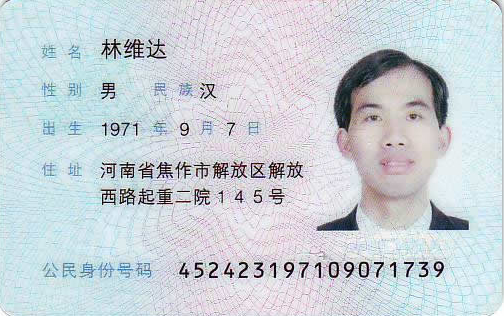 姓名 林维达
性别 男 民族 汉
出生 1971 年 9 月 7 日
住址 河南省焦作市解放区解放
西路起重二院145号
公民身份号码 452423197109071739